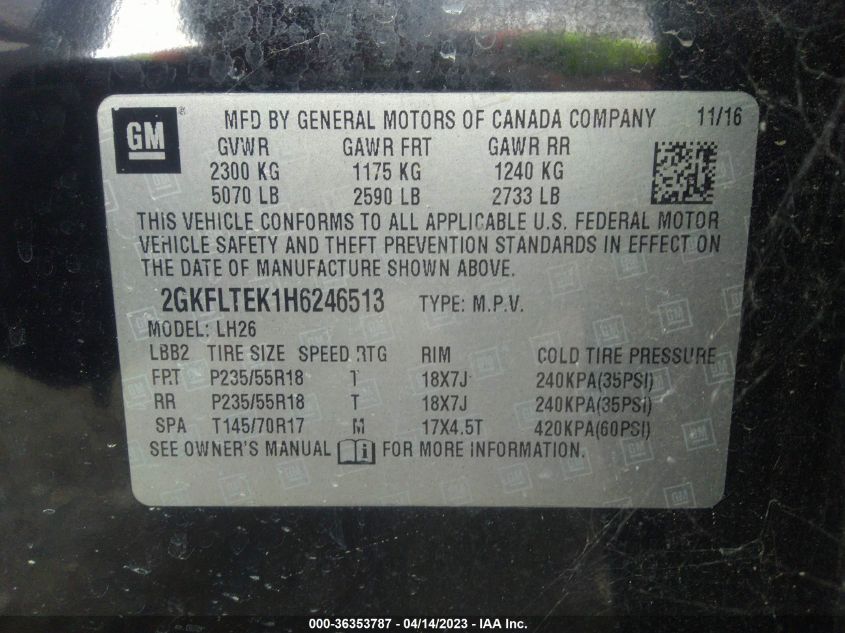 GM ® MFD BY GENERAL MOTORS OF CANADA COMPANY 11/16
GVWR GAWR FRT GAWR RR
2300 KG 1175 KG 1240 KG
5070 LB 2590 LB 2733 LB
THIS VEHICLE CONFORMS TO ALL APPLICABLE U.S. FEDERAL MOTOR
VEHICLE SAFETY AND THEFT PREVENTION STANDARDS IN EFFECT ON
THE DATE OF MANUFACTURE SHOWN ABOVE.
2GKFLTEK1H6246513 TYPE: M.P.V.
MODEL: LH26
LBB2 TIRE SIZE SPEED RTG RIM COLD TIRE PRESSURE
FRT P235/55R18 T 18X7J 240KPA(35PSI)
RR P235/55R18 T 18X7J 240KPA(35PSI)
SPA T145/70R17 M 17X4.5T 420KPA(60PSI)
SEE OWNER'S MANUAL i FOR MORE INFORMATION.
000-36353787 - 04/14/2023 - IAA Inc.